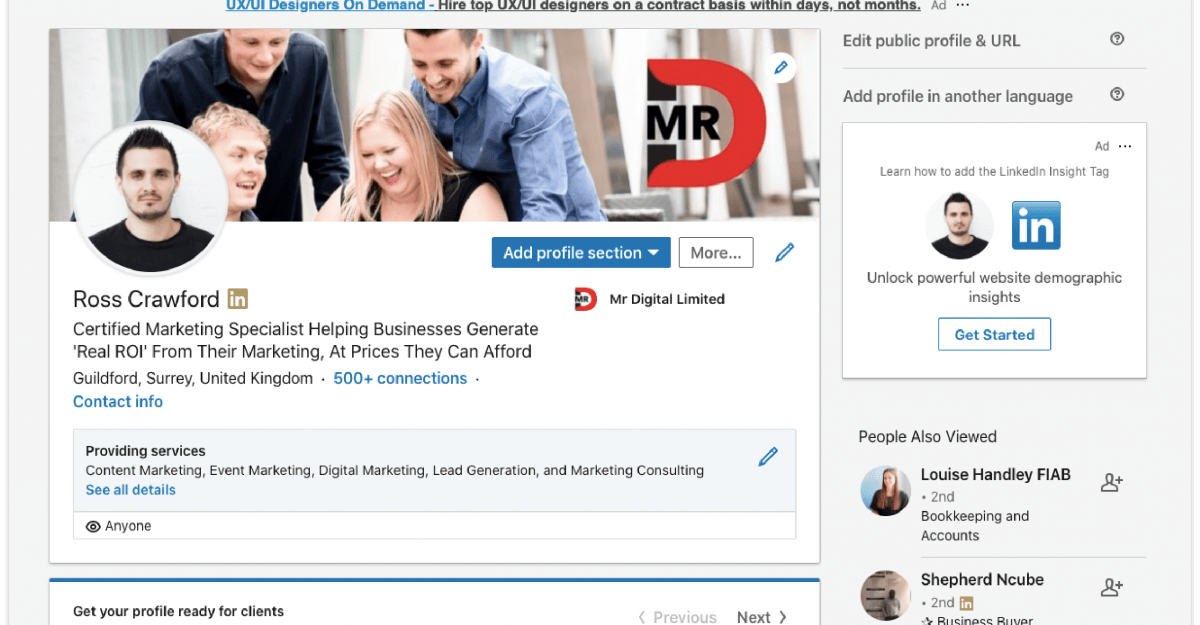 UX/UI Designers On Demand - Hire top UX/UI designers on a contract basis within days, not months. Ad ...
MR
Add profile section More...
Ross Crawford in
MR Mr Digital Limited
Certified Marketing Specialist Helping Businesses Generate
'Real ROI' From Their Marketing, At Prices They Can Afford
Guildford, Surrey, United Kingdom · 500+ connections ·
Contact info
Providing services
Content Marketing, Event Marketing, Digital Marketing, Lead Generation, and Marketing Consulting
See all details
Anyone
Get your profile ready for clients
Previous Next
Edit public profile & URL
Add profile in another language
Ad ...
Learn how to add the LinkedIn Insight Tag
in
Unlock powerful website demographic
insights
Get Started
People Also Viewed
Louise Handley FIAB
• 2nd
Bookkeeping and
Accounts
Shepherd Ncube
• 2nd in
Business Buyer